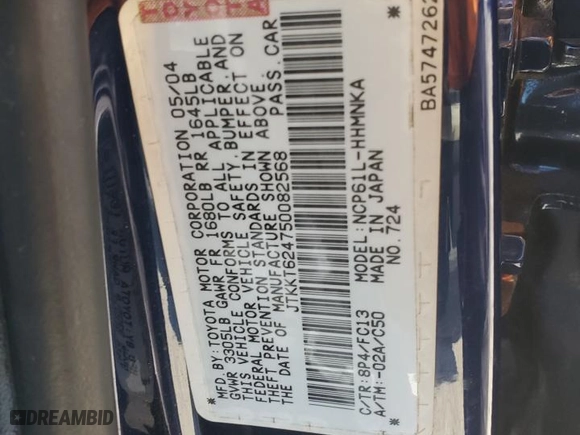 TOYOTA
MFD.BY:TOYOTA MOTOR CORPORATION 05/04
GVWR 3305LB GAWR FR 1680LB RR 1645LB
THIS VEHICLE CONFORMS TO ALL APPLICABLE
FEDERAL MOTOR VEHICLE SAFETY,BUMPER,AND
THEFT PREVENTION STANDARDS IN EFFECT ON
THE DATE OF MANUFACTURE SHOWN ABOVE.
JTKKT624750082568 PASS.CAR
C/TR:8P4/FC13 MODEL:NCP61L-HHMNKA
A/TM:-02A/C50 MADE IN JAPAN
NO.724
BA5747262
DREAMBID